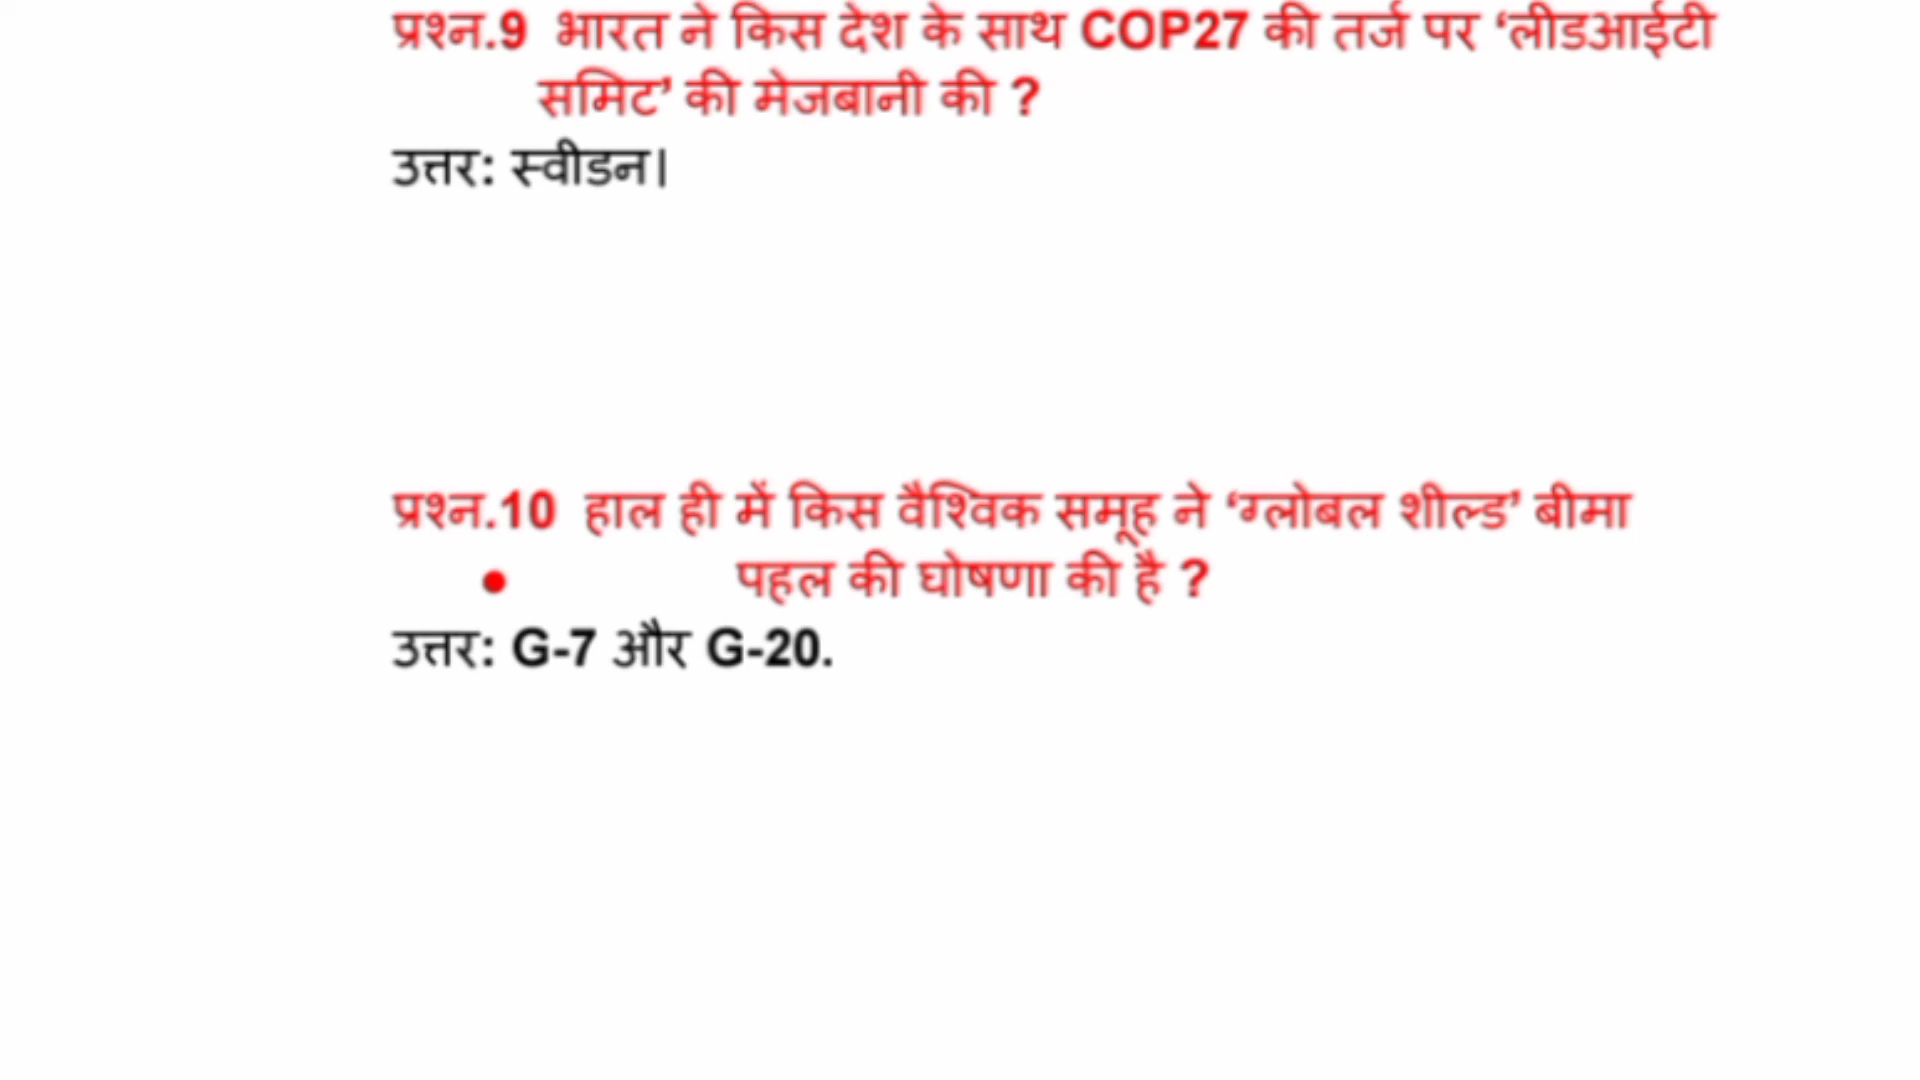 प्रश्न.9 भारत ने किस देश के साथ COP27 की तर्ज पर ‘लीडआईटी
समिट’ की मेजबानी की ?
उत्तर: स्वीडन।
प्रश्न.10 हाल ही में किस वैश्विक समूह ने ‘ग्लोबल शील्ड’ बीमा
• पहल की घोषणा की है ?
उत्तर: G-7 और G-20.